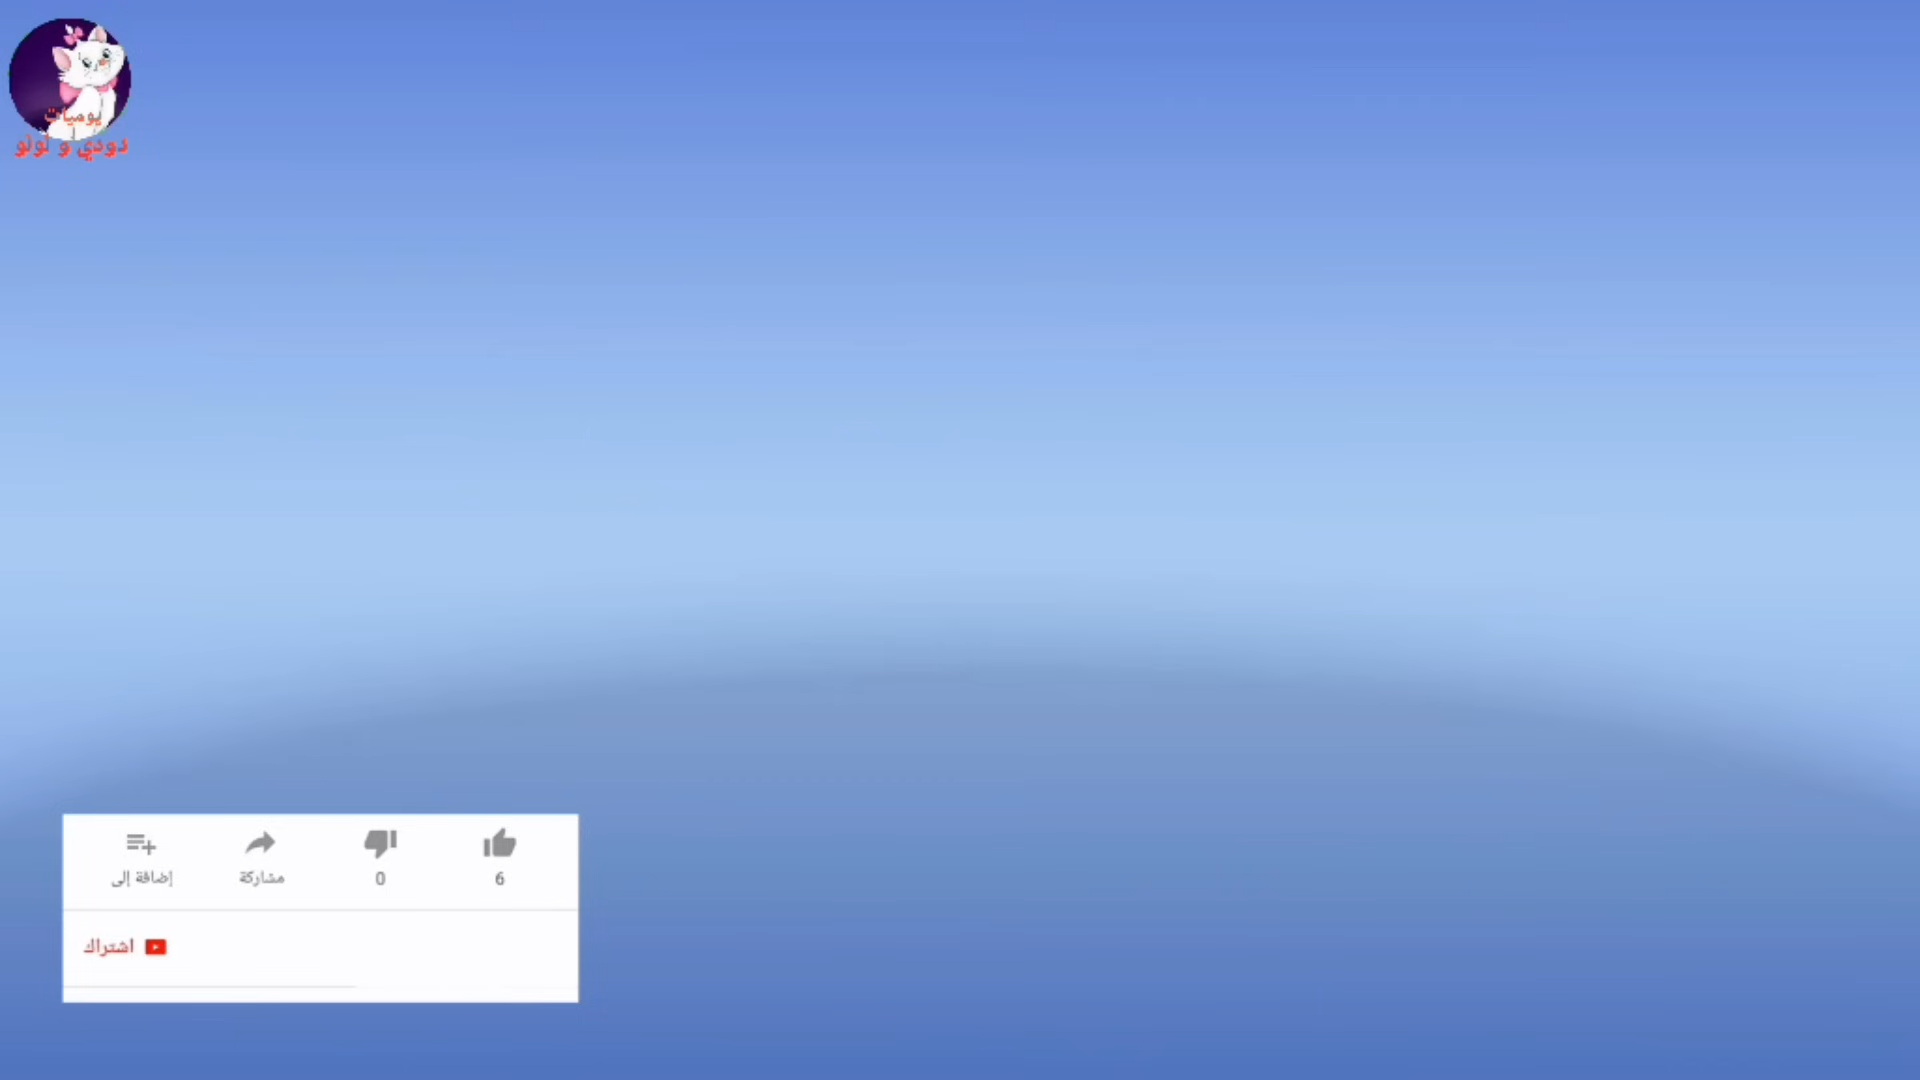 يوميات
دودي و لولو
6
0
مشاركة
إضافة إلى
اشتراك